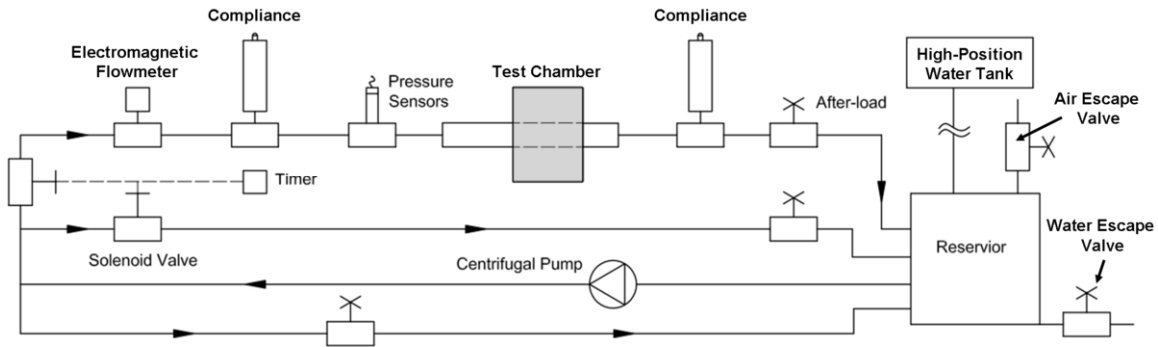 Compliance
Compliance
Electromagnetic
Flowmeter
Pressure
Sensors
Test Chamber
After-load
High-Position
Water Tank
Air Escape
Valve
Timer
Solenoid Valve
Centrifugal Pump
Reservior
Water Escape
Valve